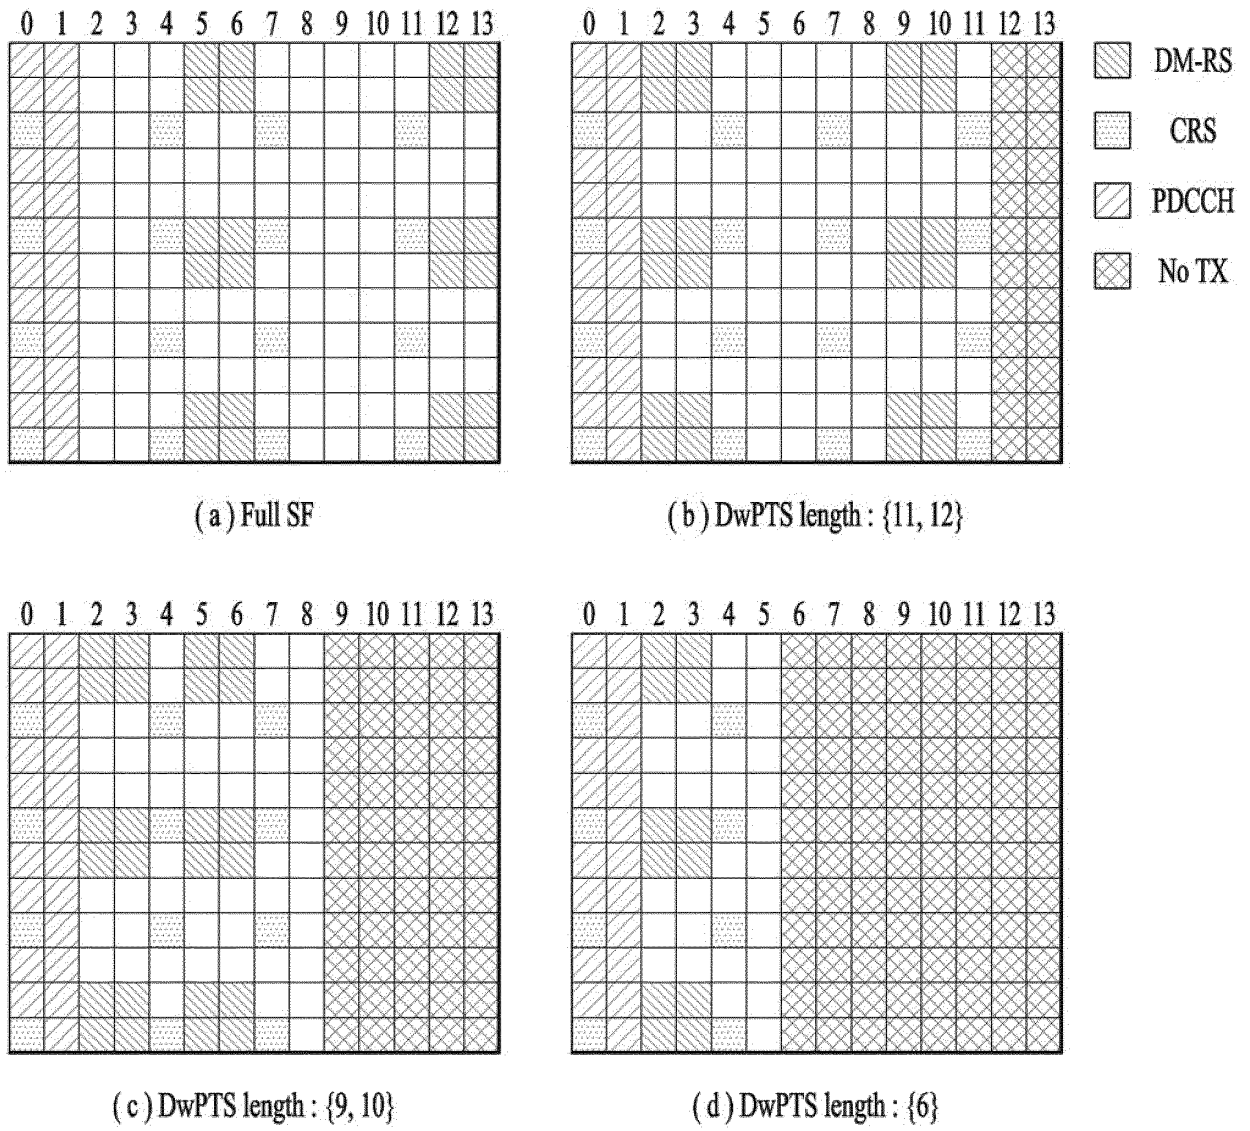 0 1 2 3 4 5 6 7 8 9 10 11 12 13
0 1 2 3 4 5 6 7 8 9 10 11 12 13
DM-RS
CRS
PDCCH
No TX
( a ) Full SF
( b ) DwPTS length : {11, 12}
0 1 2 3 4 5 6 7 8 9 10 11 12 13
0 1 2 3 4 5 6 7 8 9 10 11 12 13
( c ) DwPTS length : {9, 10}
( d ) DwPTS length : {6}